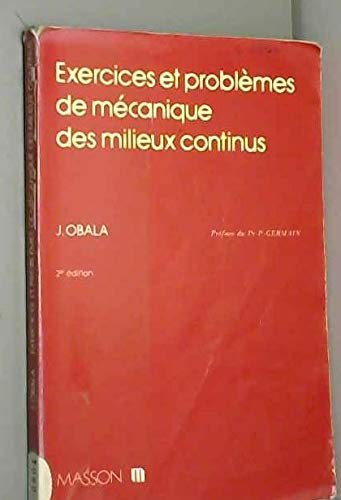 Exercices et problèmes
de mécanique
des milieux continus
J. OBALA
Préface du Pr P. GERMAIN
2e édition
MASSON m